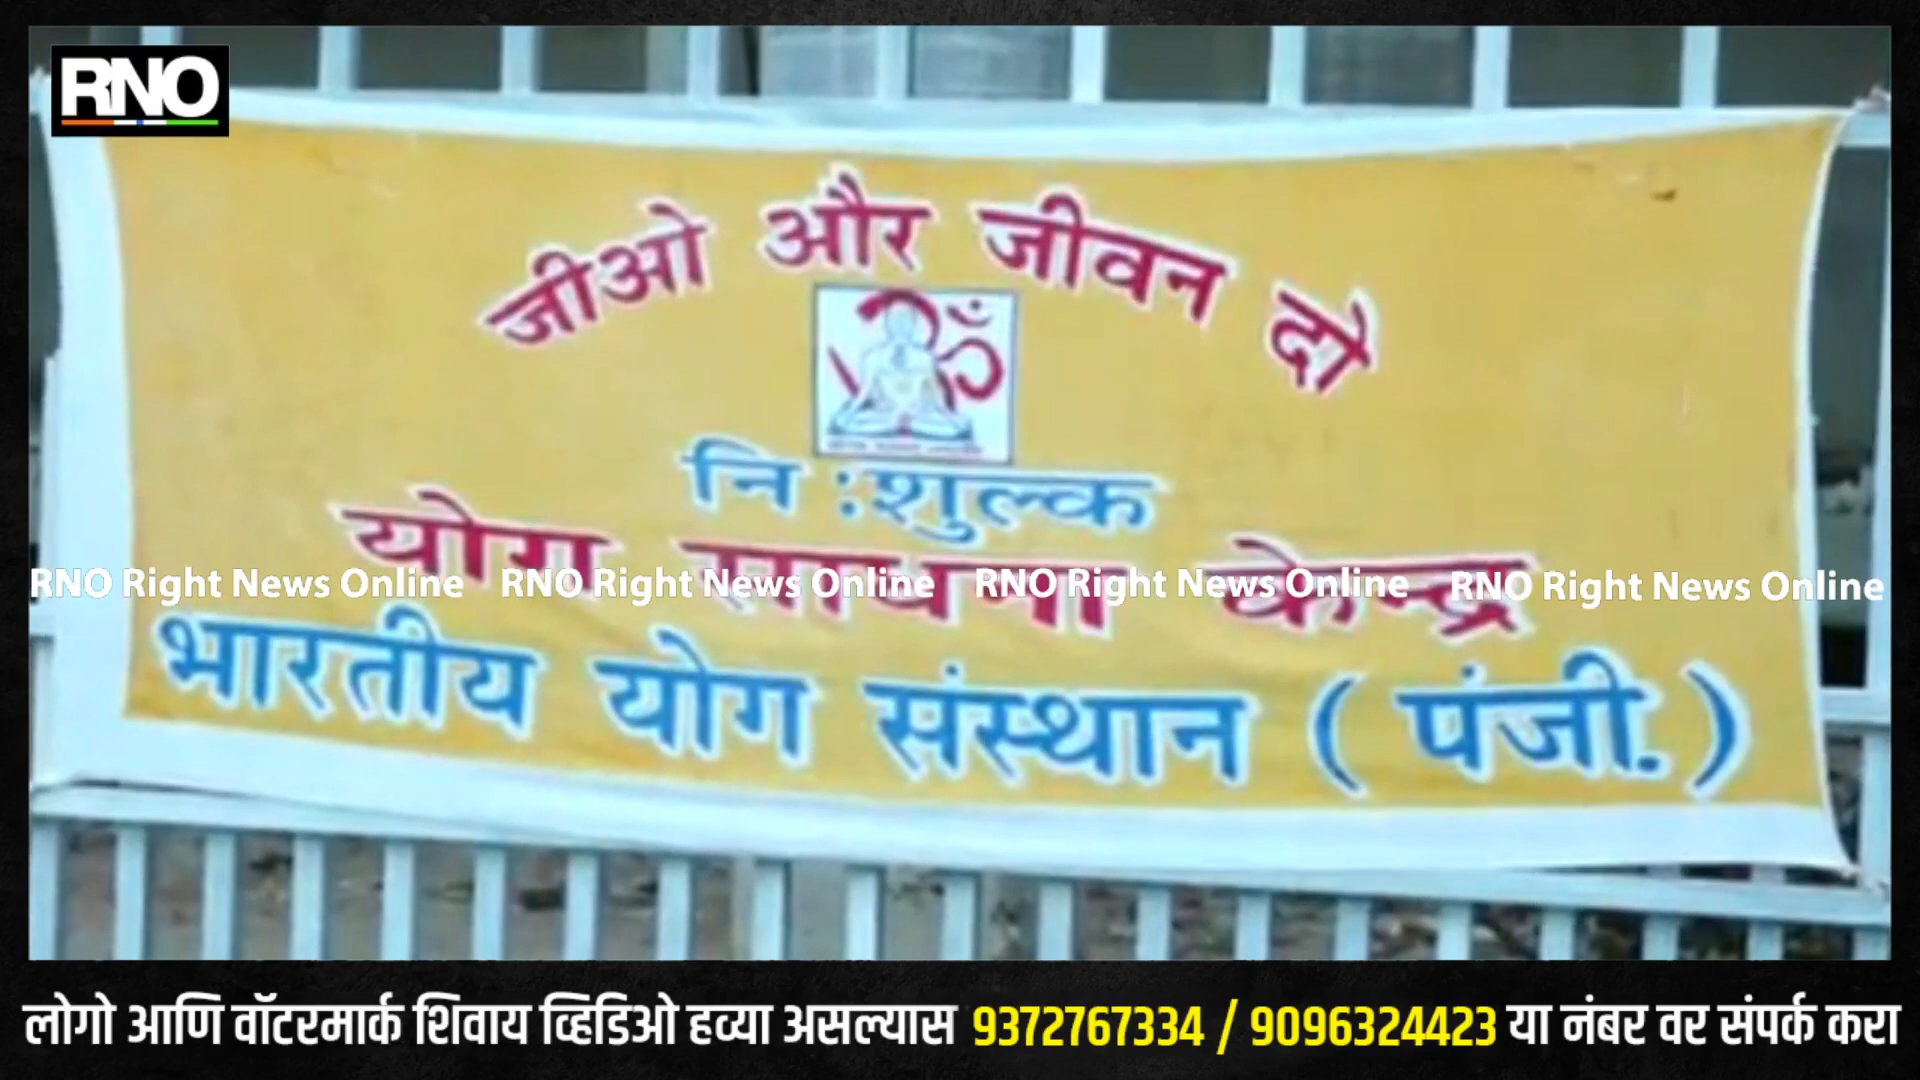 RNO
जीओ और जीवन दो
ॐ
नि:शुल्क
योग साधना केन्द्र
RNO Right News Online RNO Right News Online RNO Right News Online RNO Right News Online
भारतीय योग संस्थान ( पंजी. )
लोगो आणि वॉटरमार्क शिवाय व्हिडिओ हव्या असल्यास 9372767334 / 9096324423 या नंबर वर संपर्क करा